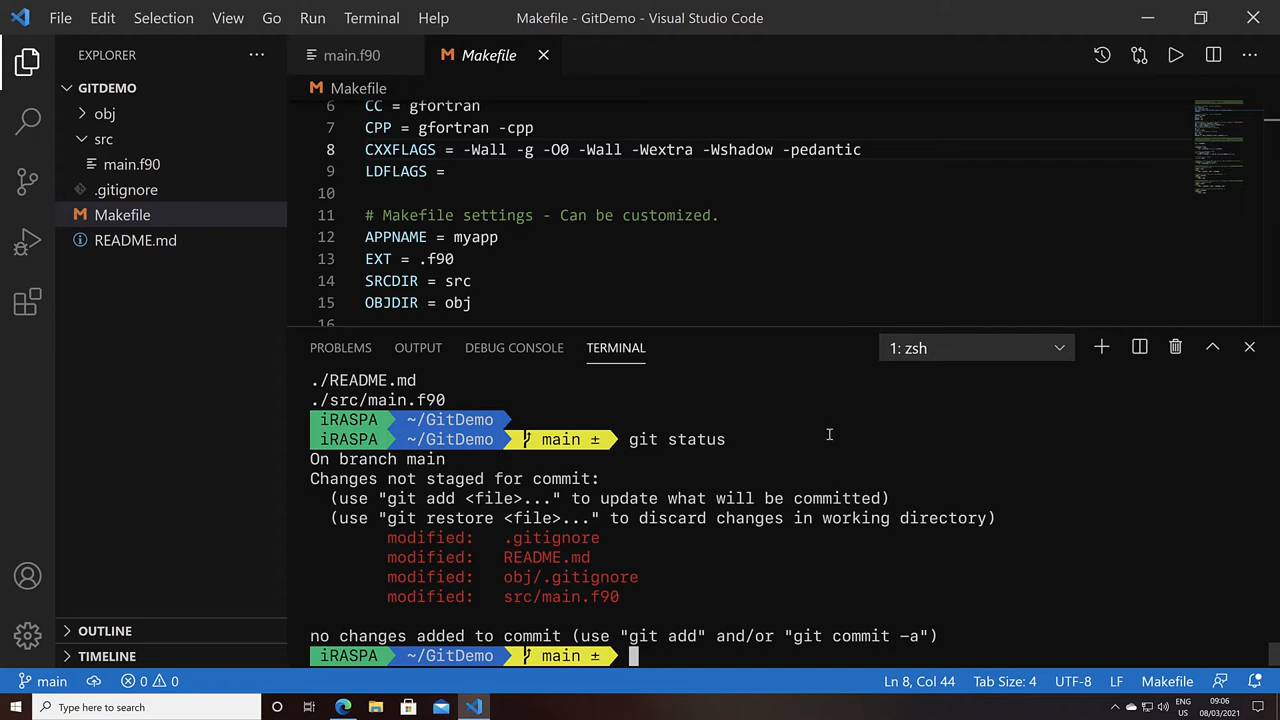 File Edit Selection View Go Run Terminal Help
Makefile - GitDemo - Visual Studio Code
EXPLORER
GITDEMO
obj
src
main.f90
.gitignore
Makefile
README.md
OUTLINE
TIMELINE
main.f90
Makefile
Makefile
6 CC = gfortran
7 CPP = gfortran -cpp
8 CXXFLAGS = -Wall -g -O0 -Wall -Wextra -Wshadow -pedantic
9 LDFLAGS =
10
11 # Makefile settings - Can be customized.
12 APPNAME = myapp
13 EXT = .f90
14 SRCDIR = src
15 OBJDIR = obj
16
PROBLEMS OUTPUT DEBUG CONSOLE TERMINAL
1: zsh
./README.md
./src/main.f90
iRASPA ~/GitDemo
iRASPA ~/GitDemo main ± git status
On branch main
Changes not staged for commit:
(use "git add <file>..." to update what will be committed)
(use "git restore <file>..." to discard changes in working directory)
modified: .gitignore
modified: README.md
modified: obj/.gitignore
modified: src/main.f90
no changes added to commit (use "git add" and/or "git commit -a")
iRASPA ~/GitDemo main ±
main 0 0 Ln 8, Col 44 Tab Size: 4 UTF-8 LF Makefile
Type here to search
ENG
US
09:06
08/03/2021